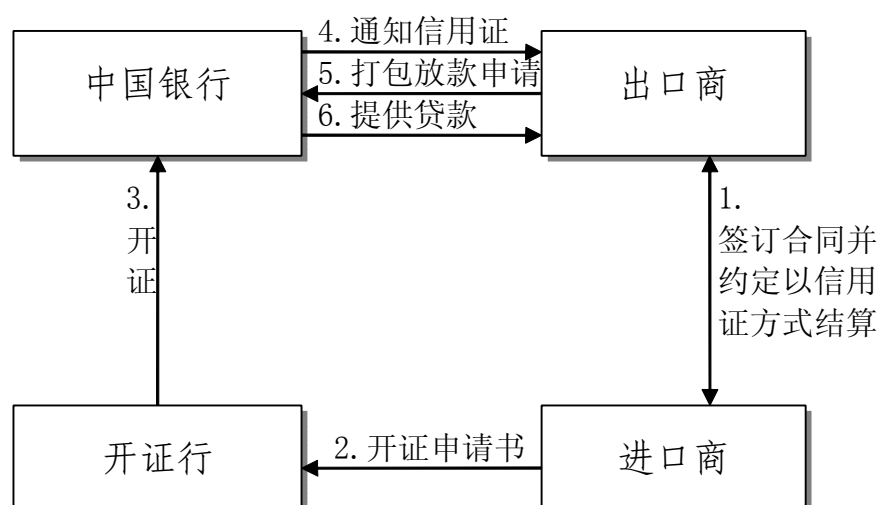 4.通知信用证
中国银行
5.打包放款申请
出口商
6.提供贷款
3.
开
证
1.
签订合同并
约定以信用
证方式结算
开证行
2.开证申请书
进口商